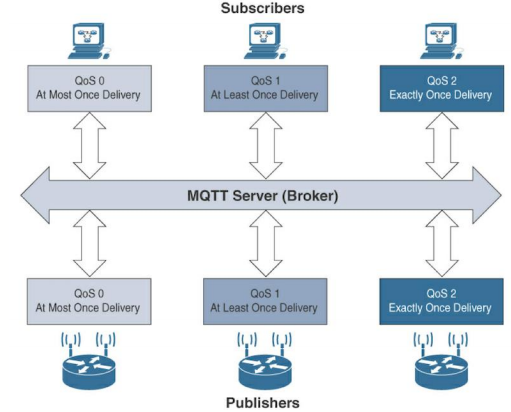 Subscribers
QoS 0
At Most Once Delivery
QoS 1
At Least Once Delivery
QoS 2
Exactly Once Delivery
MQTT Server (Broker)
QoS 0
At Most Once Delivery
QoS 1
At Least Once Delivery
QoS 2
Exactly Once Delivery
Publishers